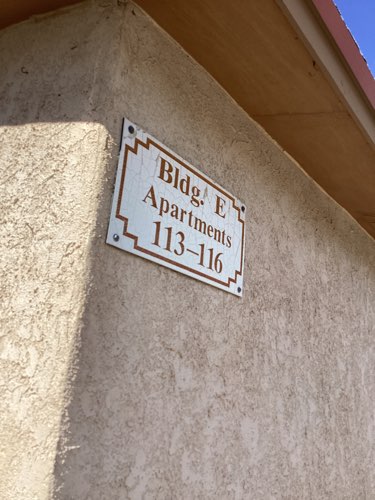 Bldg. E
Apartments
113–116